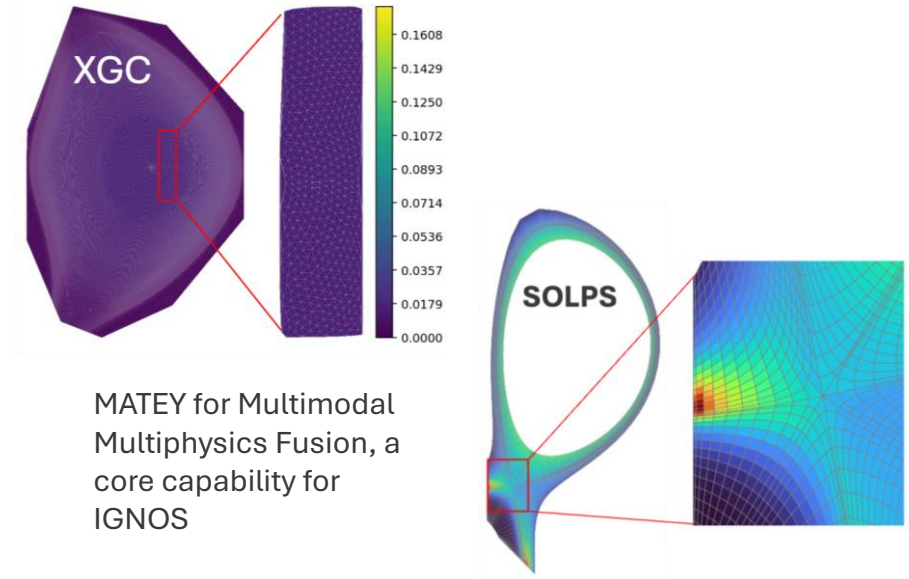 XGC
0.1608
0.1429
0.1250
0.1072
0.0893
0.0714
0.0536
0.0357
0.0179
0.0000
SOLPS
MATEY for Multimodal
Multiphysics Fusion, a
core capability for
IGNOS